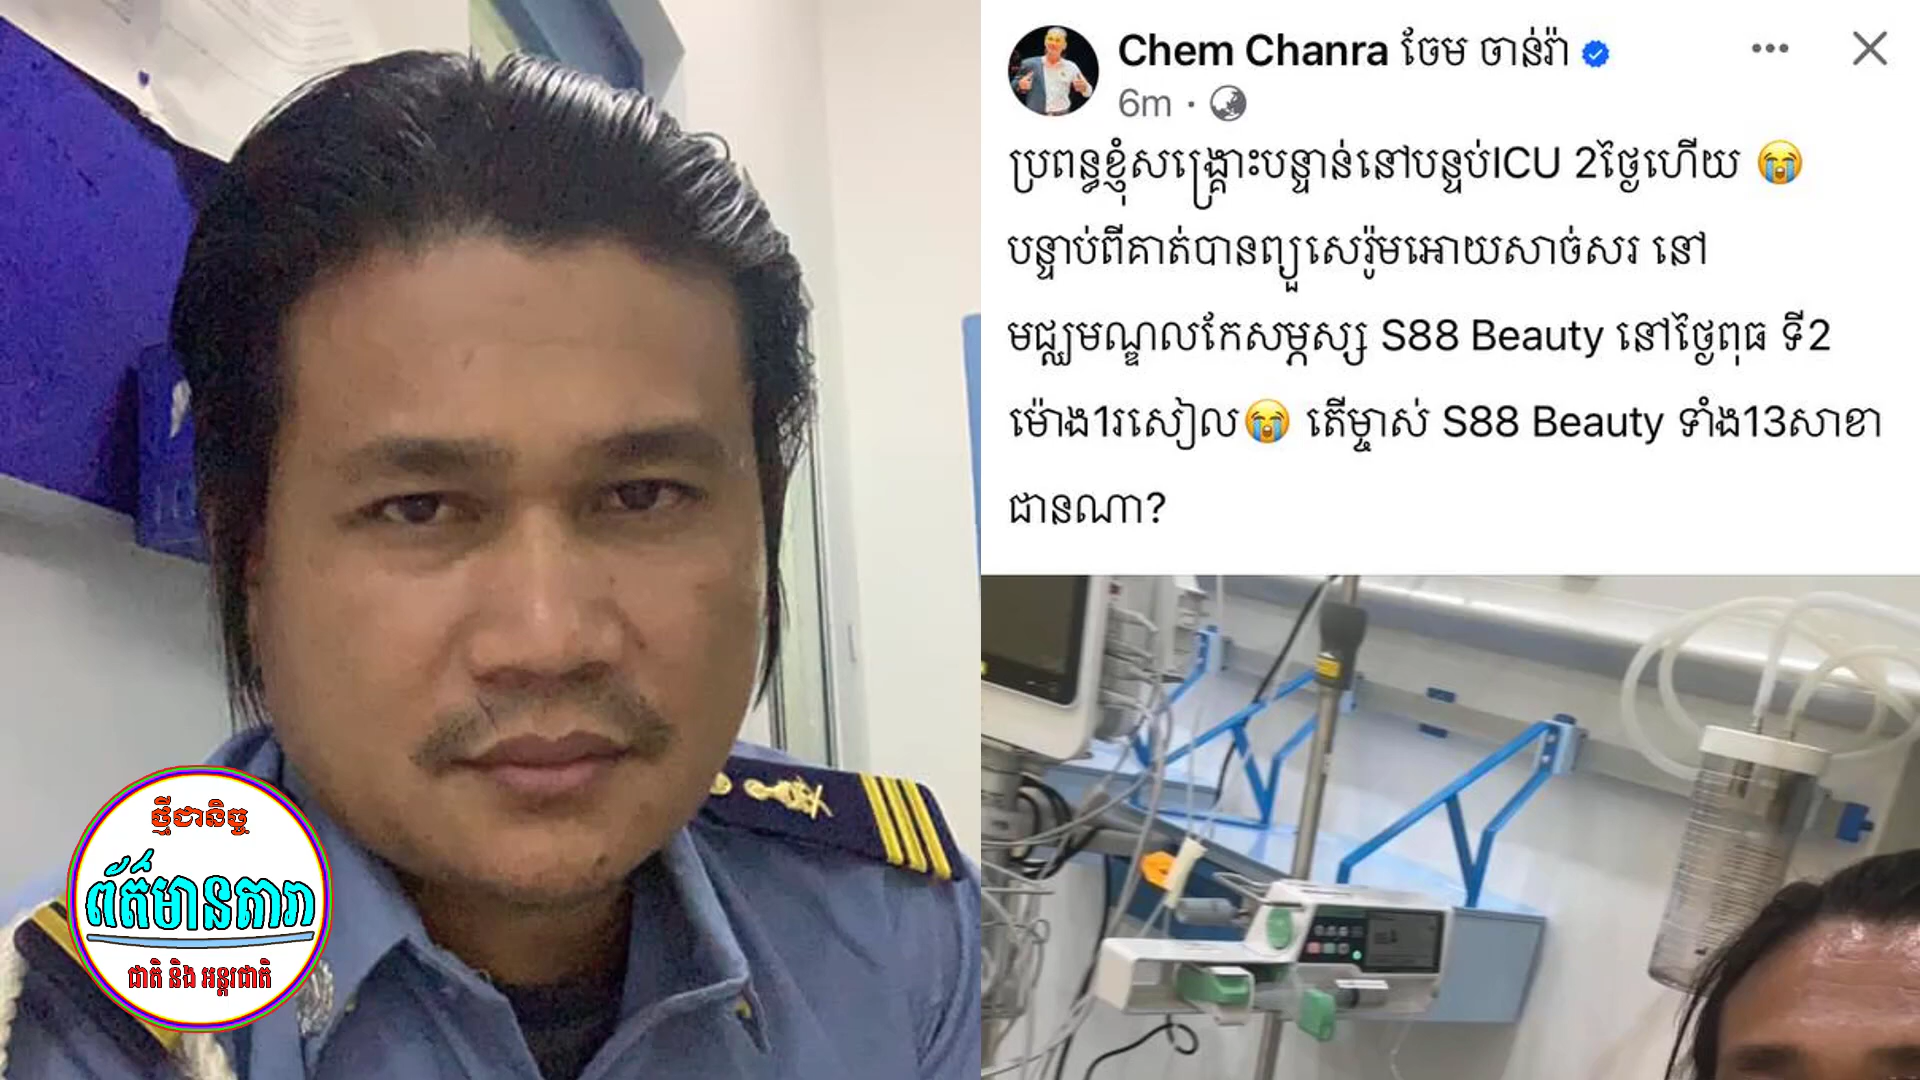 Chem Chanra ចែម ចាន់រ៉ា
6m
ប្រពន្ធខ្ញុំសង្គ្រោះបន្ទាន់នៅបន្ទប់ICU 2ថ្ងៃហើយ 😭
បន្ទាប់ពីគាត់បានព្យួសេរ៉ូមអោយសាច់សរ នៅ
មជ្ឈមណ្ឌលកែសម្ភស្ស S88 Beauty នៅថ្ងៃពុធ ទី2
ម៉ោង1រសៀល😭 តើម្ចាស់ S88 Beauty ទាំង13សាខា
ជានណា?
ថ្មីជានិច្ច
ព័ត៌មានតារា
ជាតិ និង អន្តរជាតិ